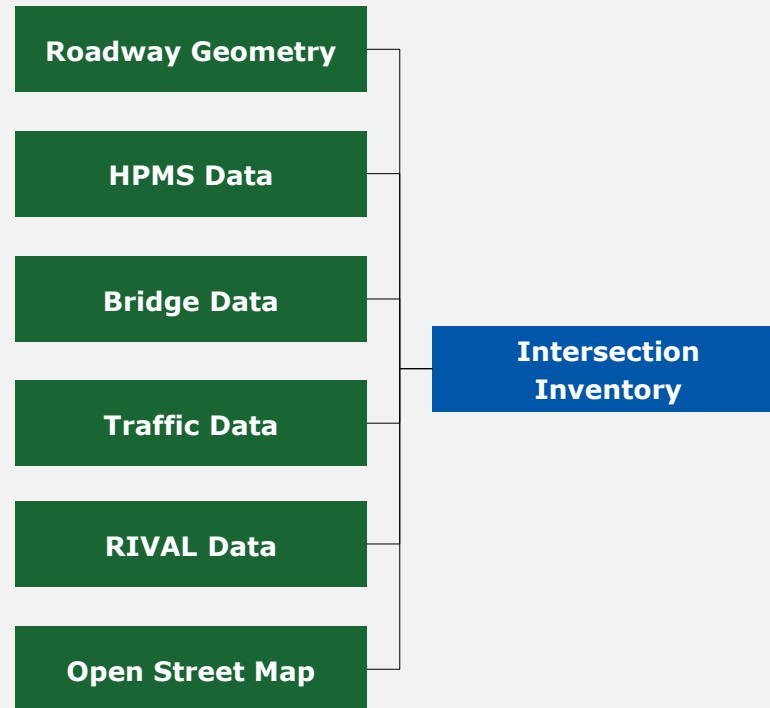 Roadway Geometry
HPMS Data
Bridge Data
Traffic Data
RIVAL Data
Open Street Map
Intersection
Inventory